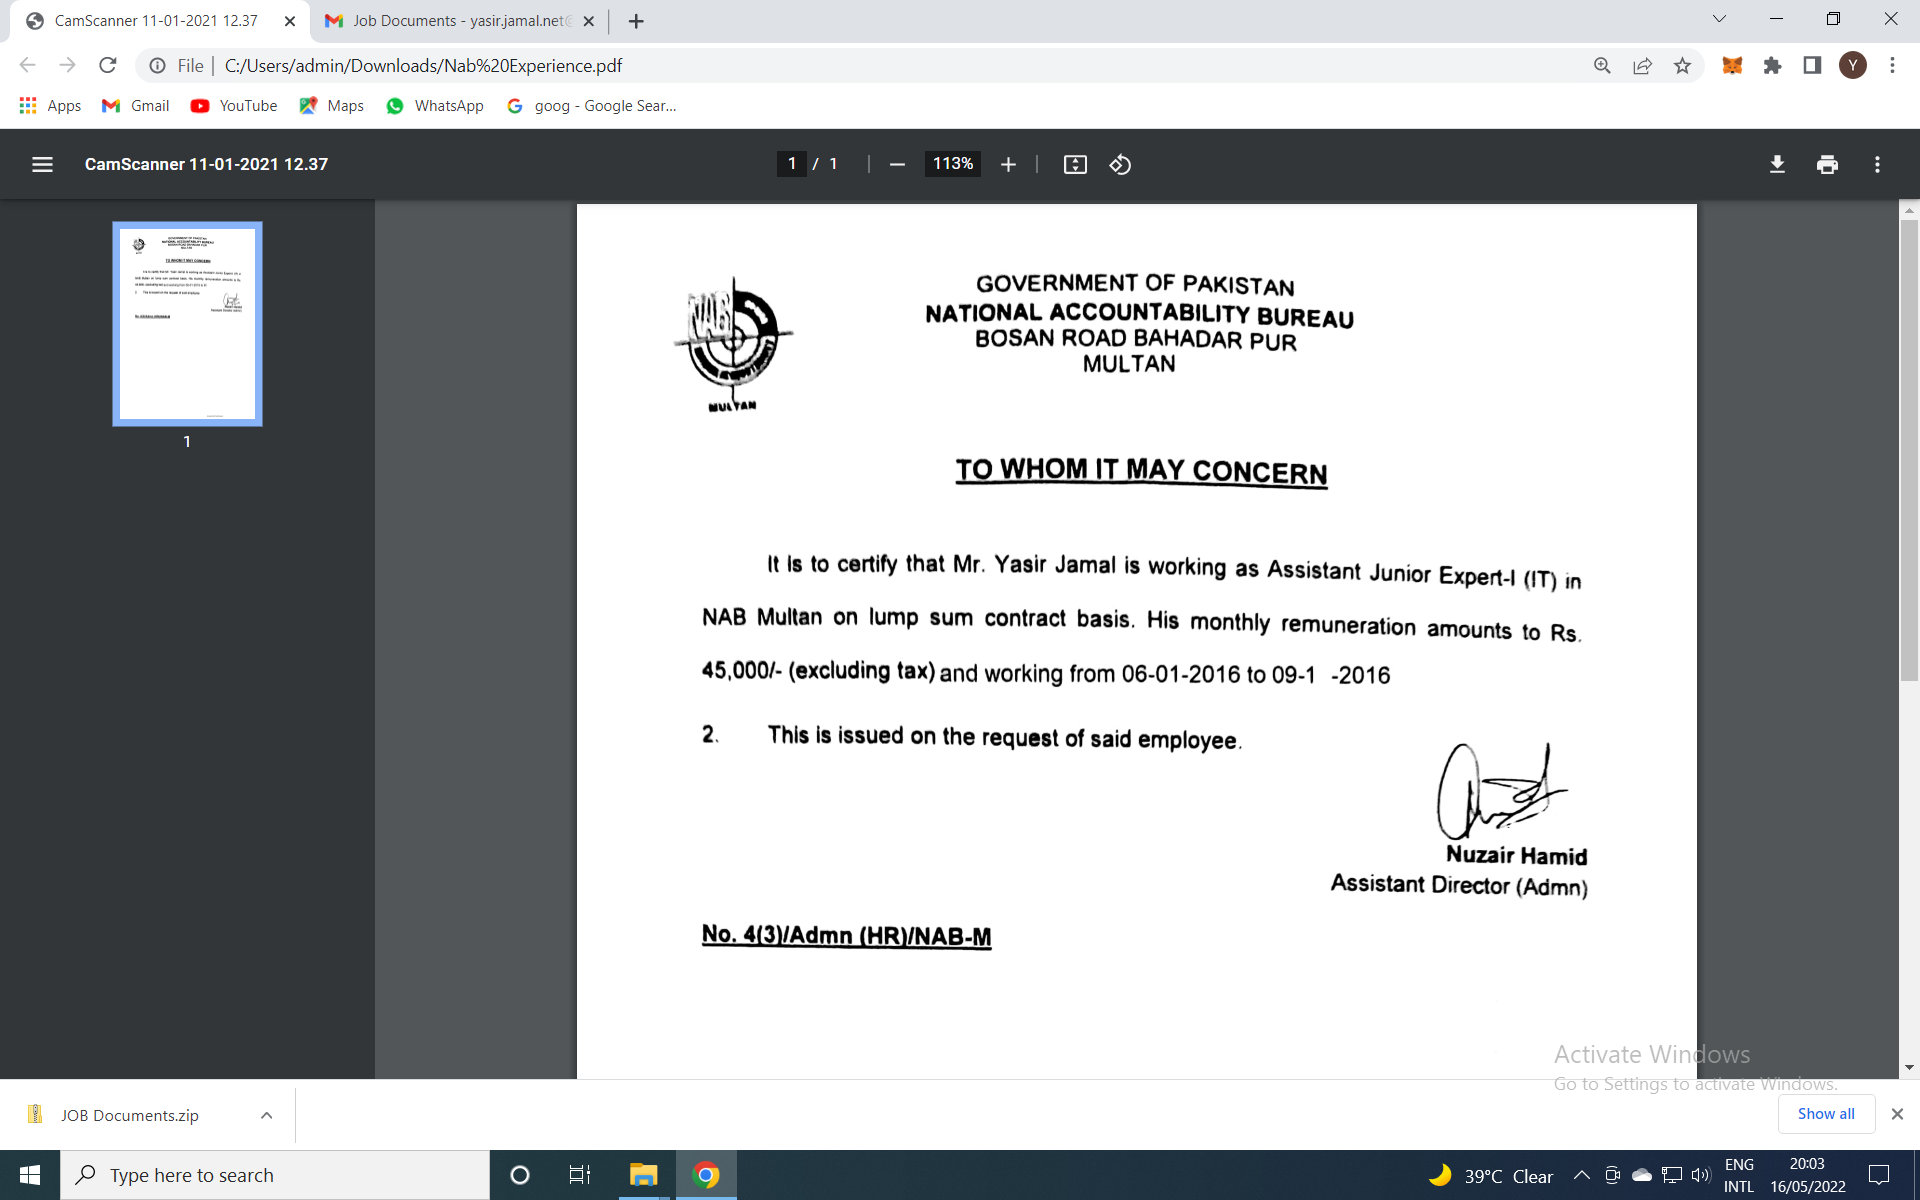 CamScanner 11-01-2021 12.37
Job Documents - yasir.jamal.net@
File
C:/Users/admin/Downloads/Nab%20Experience.pdf
Y
Apps
Gmail
YouTube
Maps
WhatsApp
goog - Google Sear...
CamScanner 11-01-2021 12.37
1 / 1
113%
1
NAB
MULTAN
GOVERNMENT OF PAKISTAN
NATIONAL ACCOUNTABILITY BUREAU
BOSAN ROAD BAHADAR PUR
MULTAN
TO WHOM IT MAY CONCERN
It is to certify that Mr. Yasir Jamal is working as Assistant Junior Expert-I (IT) in
NAB Multan on lump sum contract basis. His monthly remuneration amounts to Rs.
45,000/- (excluding tax) and working from 06-01-2016 to 09-1 -2016
2. This is issued on the request of said employee.
Nuzair Hamid
Assistant Director (Admn)
No. 4(3)/Admn (HR)/NAB-M
Activate Windows
Go to Settings to activate Windows.
JOB Documents.zip
Show all
Type here to search
39°C Clear
ENG
INTL
20:03
16/05/2022